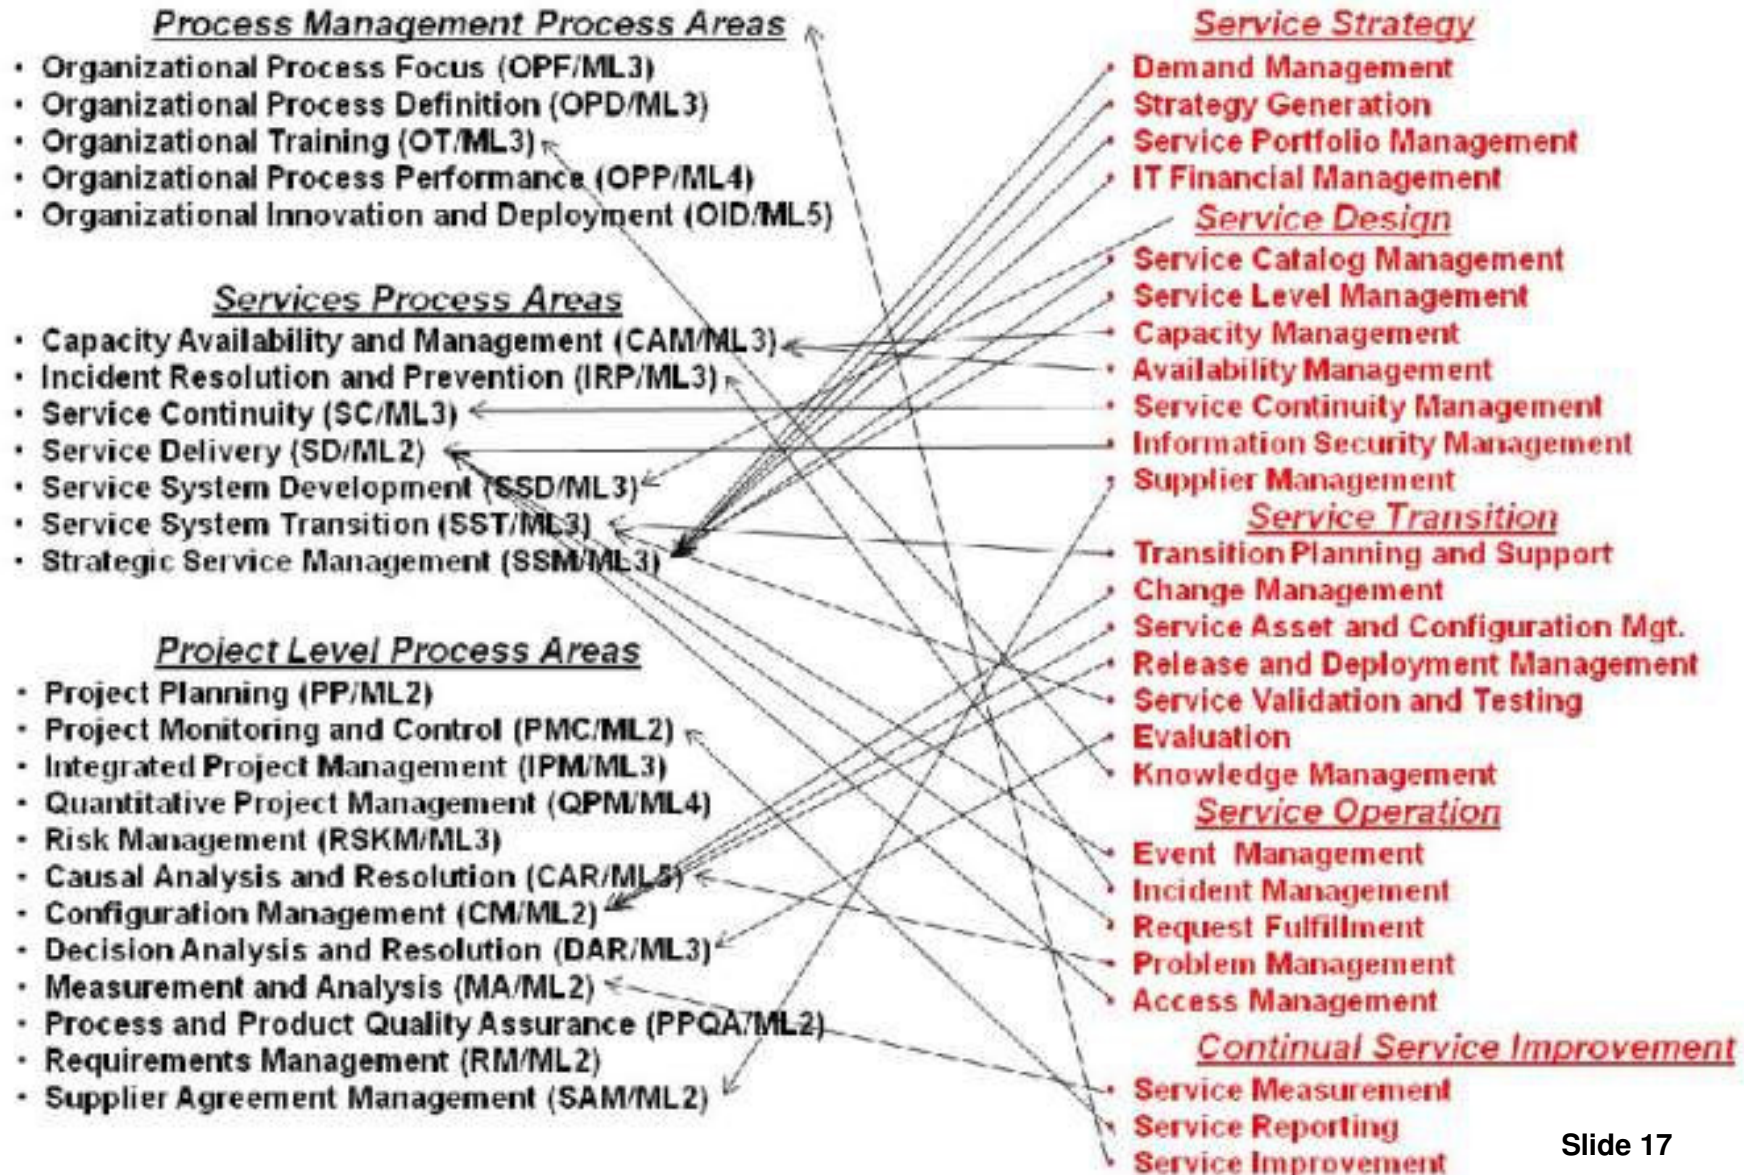 Process Management Process Areas
• Organizational Process Focus (OPF/ML3)
• Organizational Process Definition (OPD/ML3)
• Organizational Training (OT/ML3)
• Organizational Process Performance (OPP/ML4)
• Organizational Innovation and Deployment (OID/ML5)
Services Process Areas
• Capacity Availability and Management (CAM/ML3)
• Incident Resolution and Prevention (IRP/ML3)
• Service Continuity (SC/ML3)
• Service Delivery (SD/ML2)
• Service System Development (SSD/ML3)
• Service System Transition (SST/ML3)
• Strategic Service Management (SSM/ML3)
Project Level Process Areas
• Project Planning (PP/ML2)
• Project Monitoring and Control (PMC/ML2)
• Integrated Project Management (IPM/ML3)
• Quantitative Project Management (QPM/ML4)
• Risk Management (RSKM/ML3)
• Causal Analysis and Resolution (CAR/ML5)
• Configuration Management (CM/ML2)
• Decision Analysis and Resolution (DAR/ML3)
• Measurement and Analysis (MA/ML2)
• Process and Product Quality Assurance (PPQA/ML2)
• Requirements Management (RM/ML2)
• Supplier Agreement Management (SAM/ML2)
Service Strategy
• Demand Management
• Strategy Generation
• Service Portfolio Management
• IT Financial Management
Service Design
• Service Catalog Management
• Service Level Management
• Capacity Management
• Availability Management
• Service Continuity Management
• Information Security Management
• Supplier Management
Service Transition
• Transition Planning and Support
• Change Management
• Service Asset and Configuration Mgt.
• Release and Deployment Management
• Service Validation and Testing
• Evaluation
• Knowledge Management
Service Operation
• Event Management
• Incident Management
• Request Fulfillment
• Problem Management
• Access Management
Continual Service Improvement
• Service Measurement
• Service Reporting
• Service Improvement
Slide 17